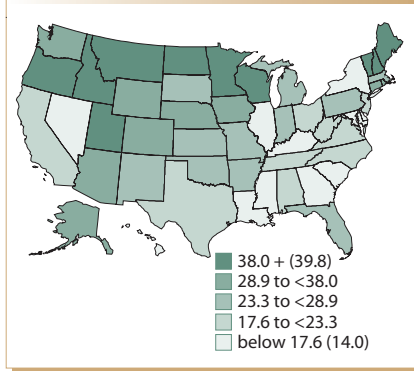 38.0 + (39.8)
28.9 to <38.0
23.3 to <28.9
17.6 to <23.3
below 17.6 (14.0)